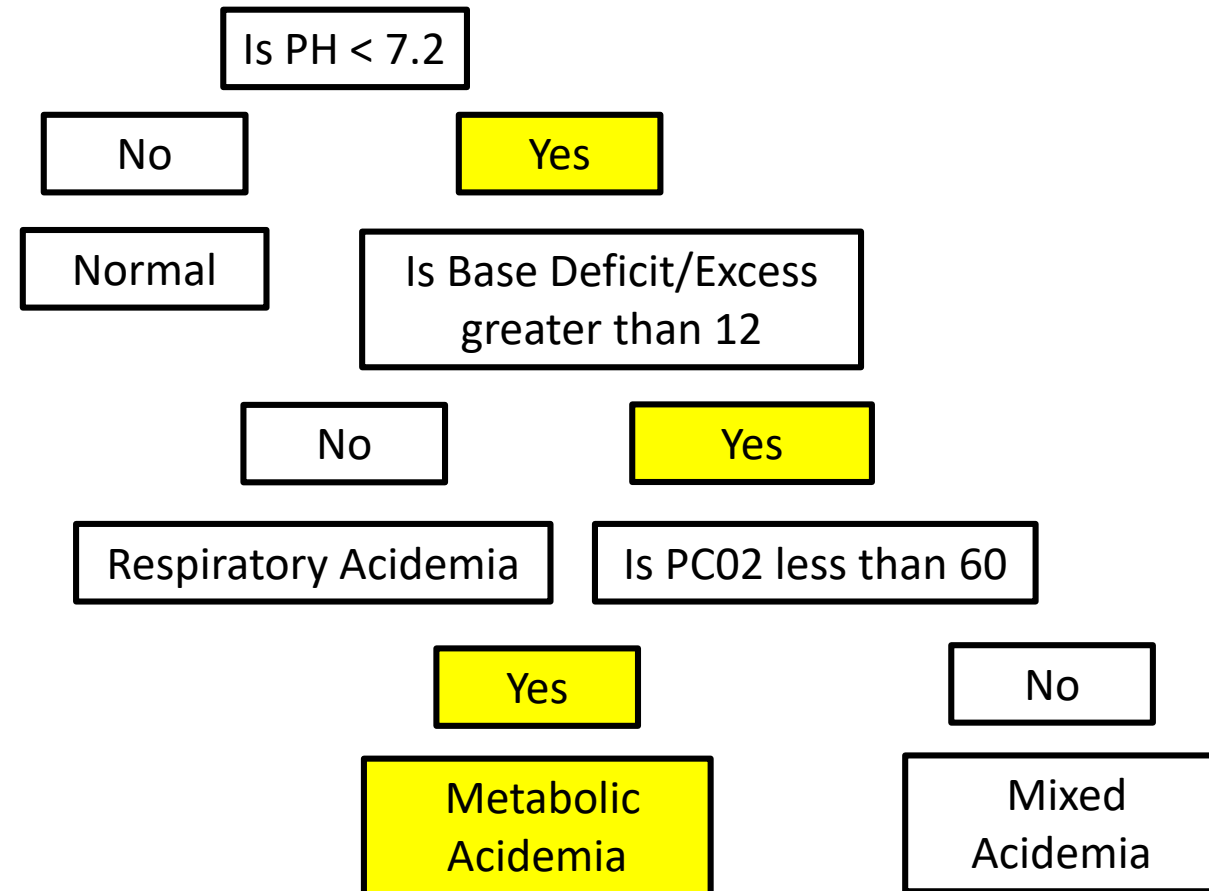 Is PH < 7.2
No
Yes
Normal
Is Base Deficit/Excess
greater than 12
No
Yes
Respiratory Acidemia
Is PC02 less than 60
Yes
No
Metabolic
Acidemia
Mixed
Acidemia